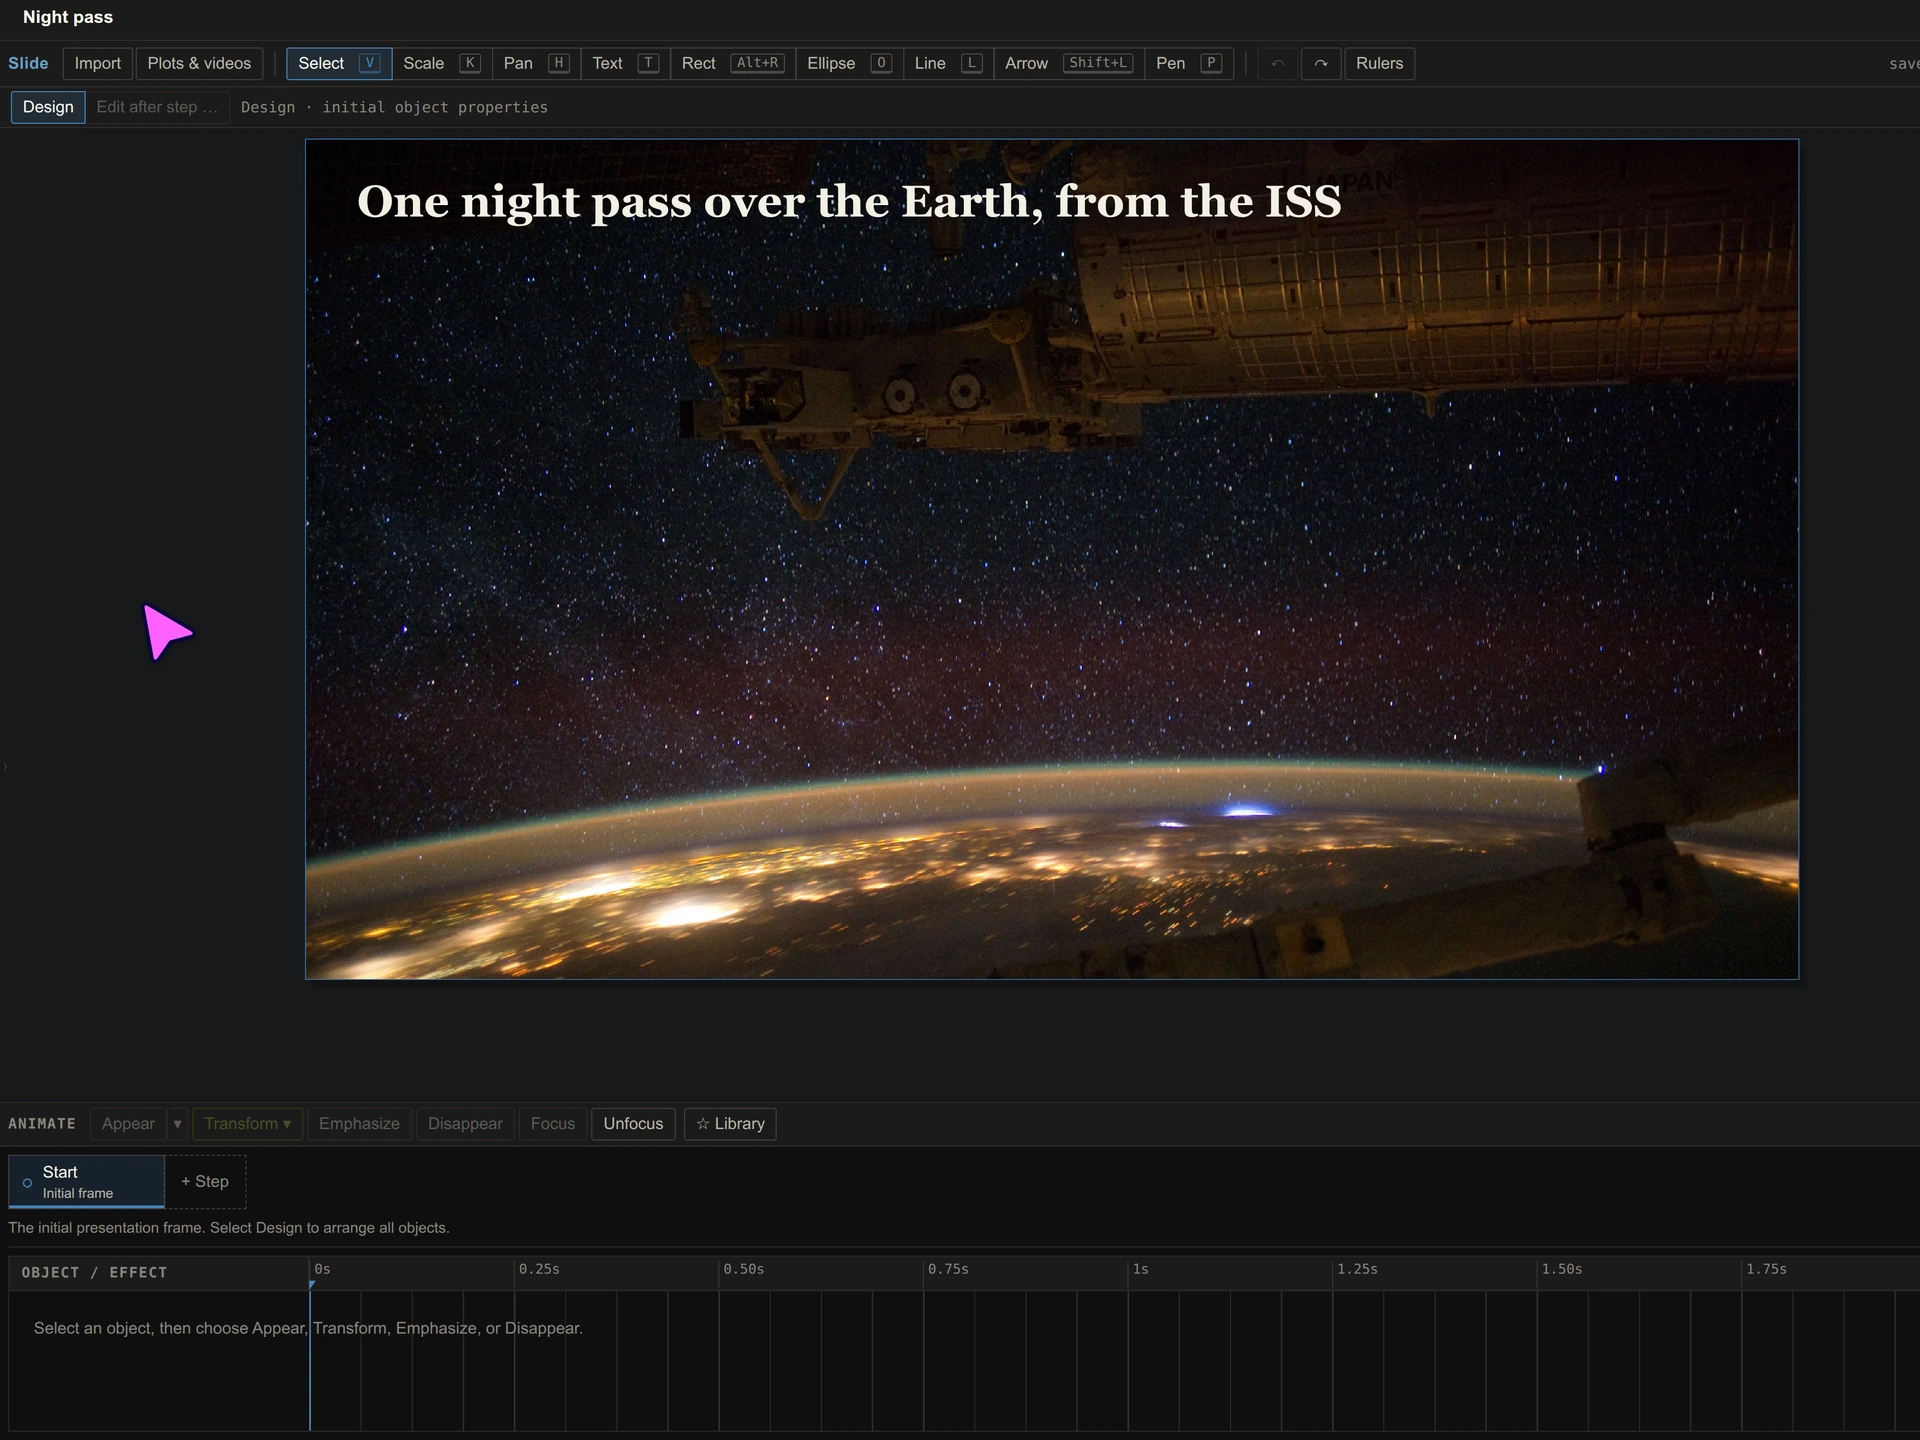 Night pass
Slide Import Plots & videos Select V Scale K Pan H Text T Rect Alt+R Ellipse O Line L Arrow Shift+L Pen P Rulers save
Design Edit after step ... Design · initial object properties
JAPAN
One night pass over the Earth, from the ISS
ANIMATE Appear ▾ Transform ▾ Emphasize Disappear Focus Unfocus ☆ Library
Start
Initial frame
+ Step
The initial presentation frame. Select Design to arrange all objects.
OBJECT / EFFECT 0s 0.25s 0.50s 0.75s 1s 1.25s 1.50s 1.75s
Select an object, then choose Appear, Transform, Emphasize, or Disappear.